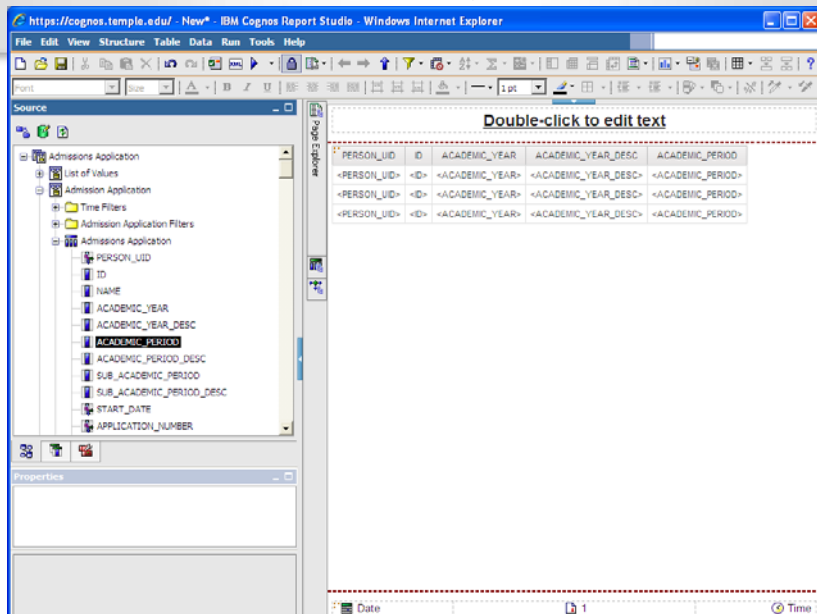 https://cognos.temple.edu/ - New* - IBM Cognos Report Studio - Windows Internet Explorer
File Edit View Structure Table Data Run Tools Help
Font Size A B I U 1 pt
Source
Admissions Application
List of Values
Admission Application
Time Filters
Admission Application Filters
Admissions Application
PERSON_UID
ID
NAME
ACADEMIC_YEAR
ACADEMIC_YEAR_DESC
ACADEMIC_PERIOD
ACADEMIC_PERIOD_DESC
SUB_ACADEMIC_PERIOD
SUB_ACADEMIC_PERIOD_DESC
START_DATE
APPLICATION_NUMBER
Properties
Page Explorer
Double-click to edit text
PERSON_UID ID ACADEMIC_YEAR ACADEMIC_YEAR_DESC ACADEMIC_PERIOD
<PERSON_UID> <ID> <ACADEMIC_YEAR> <ACADEMIC_YEAR_DESC> <ACADEMIC_PERIOD>
<PERSON_UID> <ID> <ACADEMIC_YEAR> <ACADEMIC_YEAR_DESC> <ACADEMIC_PERIOD>
<PERSON_UID> <ID> <ACADEMIC_YEAR> <ACADEMIC_YEAR_DESC> <ACADEMIC_PERIOD>
Date 1 Time